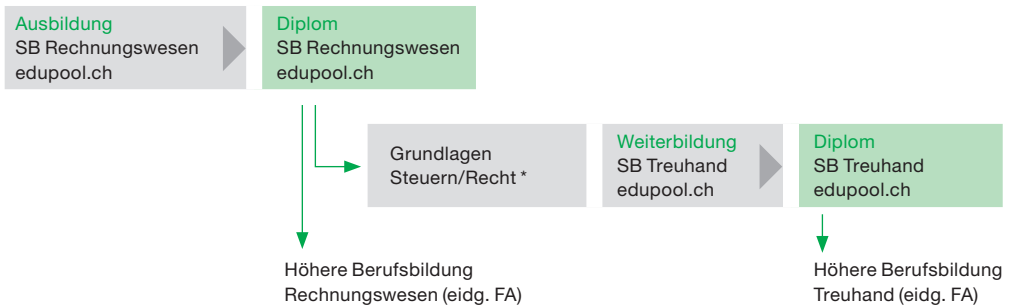 Ausbildung
SB Rechnungswesen
edupool.ch
Diplom
SB Rechnungswesen
edupool.ch
Grundlagen
Steuern/Recht *
Weiterbildung
SB Treuhand
edupool.ch
Diplom
SB Treuhand
edupool.ch
Höhere Berufsbildung
Rechnungswesen (eidg. FA)
Höhere Berufsbildung
Treuhand (eidg. FA)